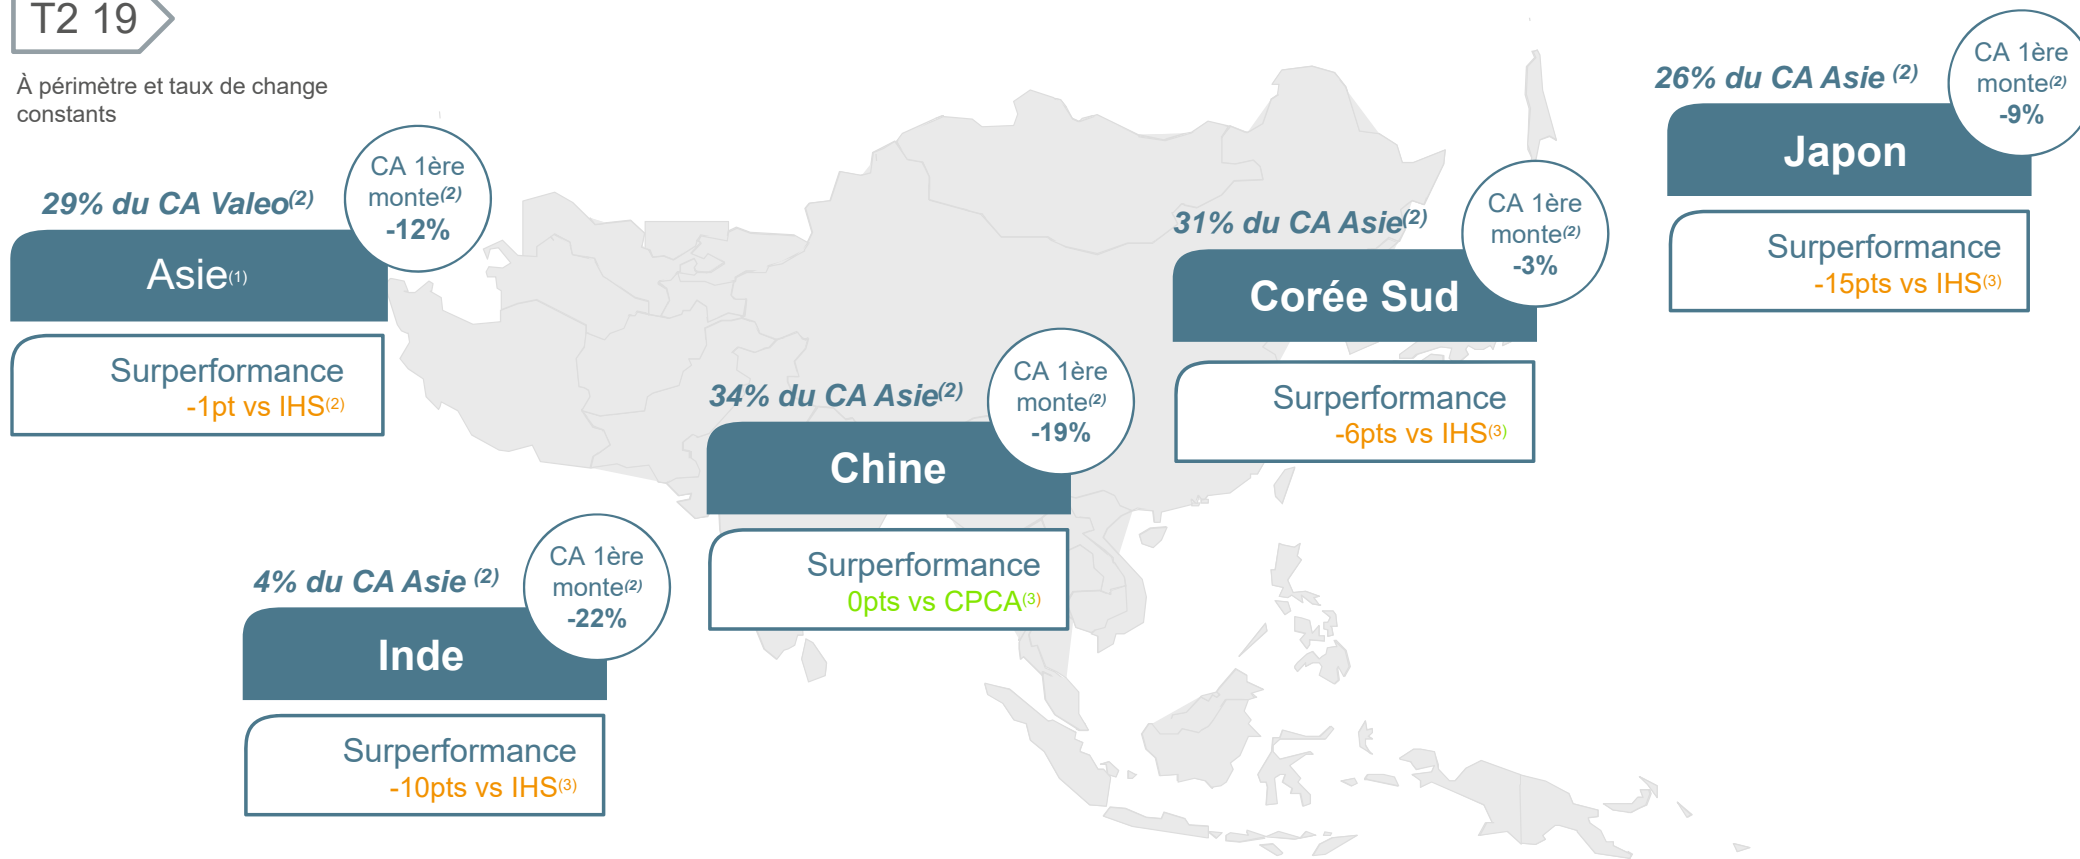 T2 19
À périmètre et taux de change
constants
29% du CA Valeo(2)
CA 1ère
monte(2)
-12%
Asie(1)
Surperformance
-1pt vs IHS(2)
4% du CA Asie (2)
CA 1ère
monte(2)
-22%
Inde
Surperformance
-10pts vs IHS(3)
34% du CA Asie(2)
CA 1ère
monte(2)
-19%
Chine
Surperformance
0pts vs CPCA(3)
31% du CA Asie(2)
CA 1ère
monte(2)
-3%
Corée Sud
Surperformance
-6pts vs IHS(3)
26% du CA Asie (2)
CA 1ère
monte(2)
-9%
Japon
Surperformance
-15pts vs IHS(3)